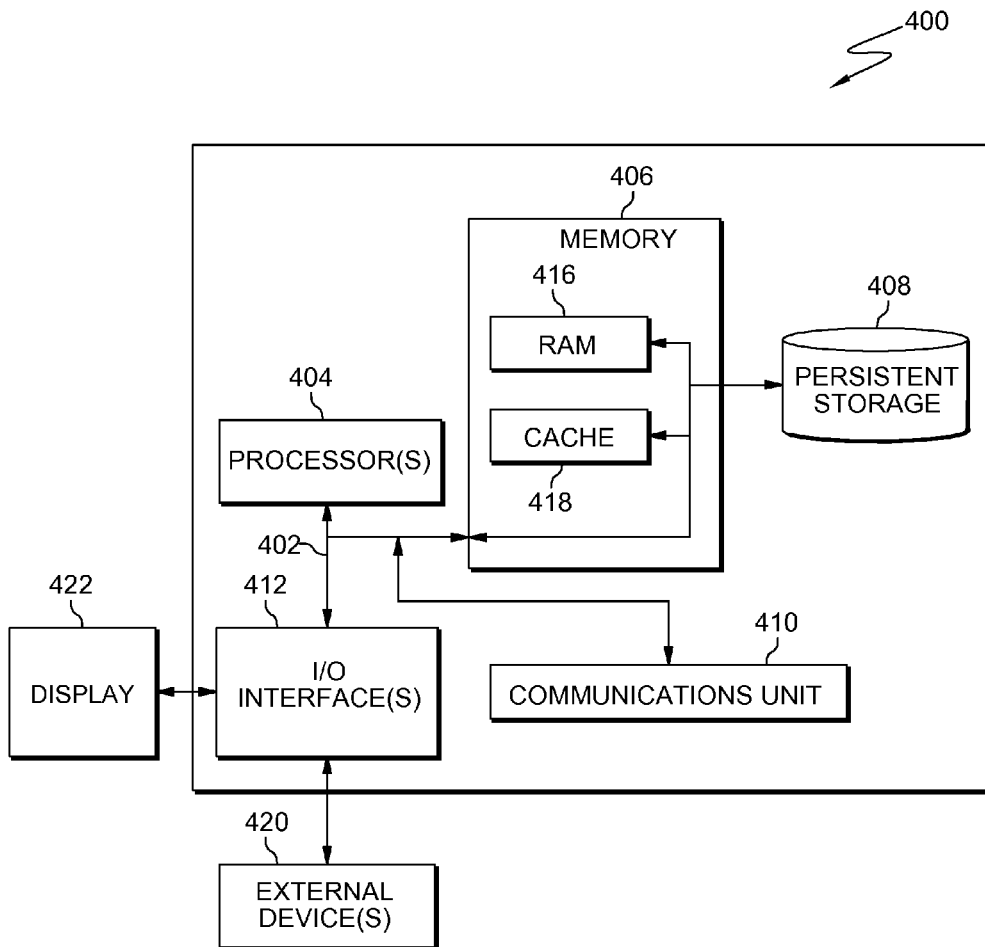 400
406
MEMORY
416
RAM
408
PERSISTENT
STORAGE
404
PROCESSOR(S)
CACHE
418
402
422
412
DISPLAY
I/O
INTERFACE(S)
410
COMMUNICATIONS UNIT
420
EXTERNAL
DEVICE(S)